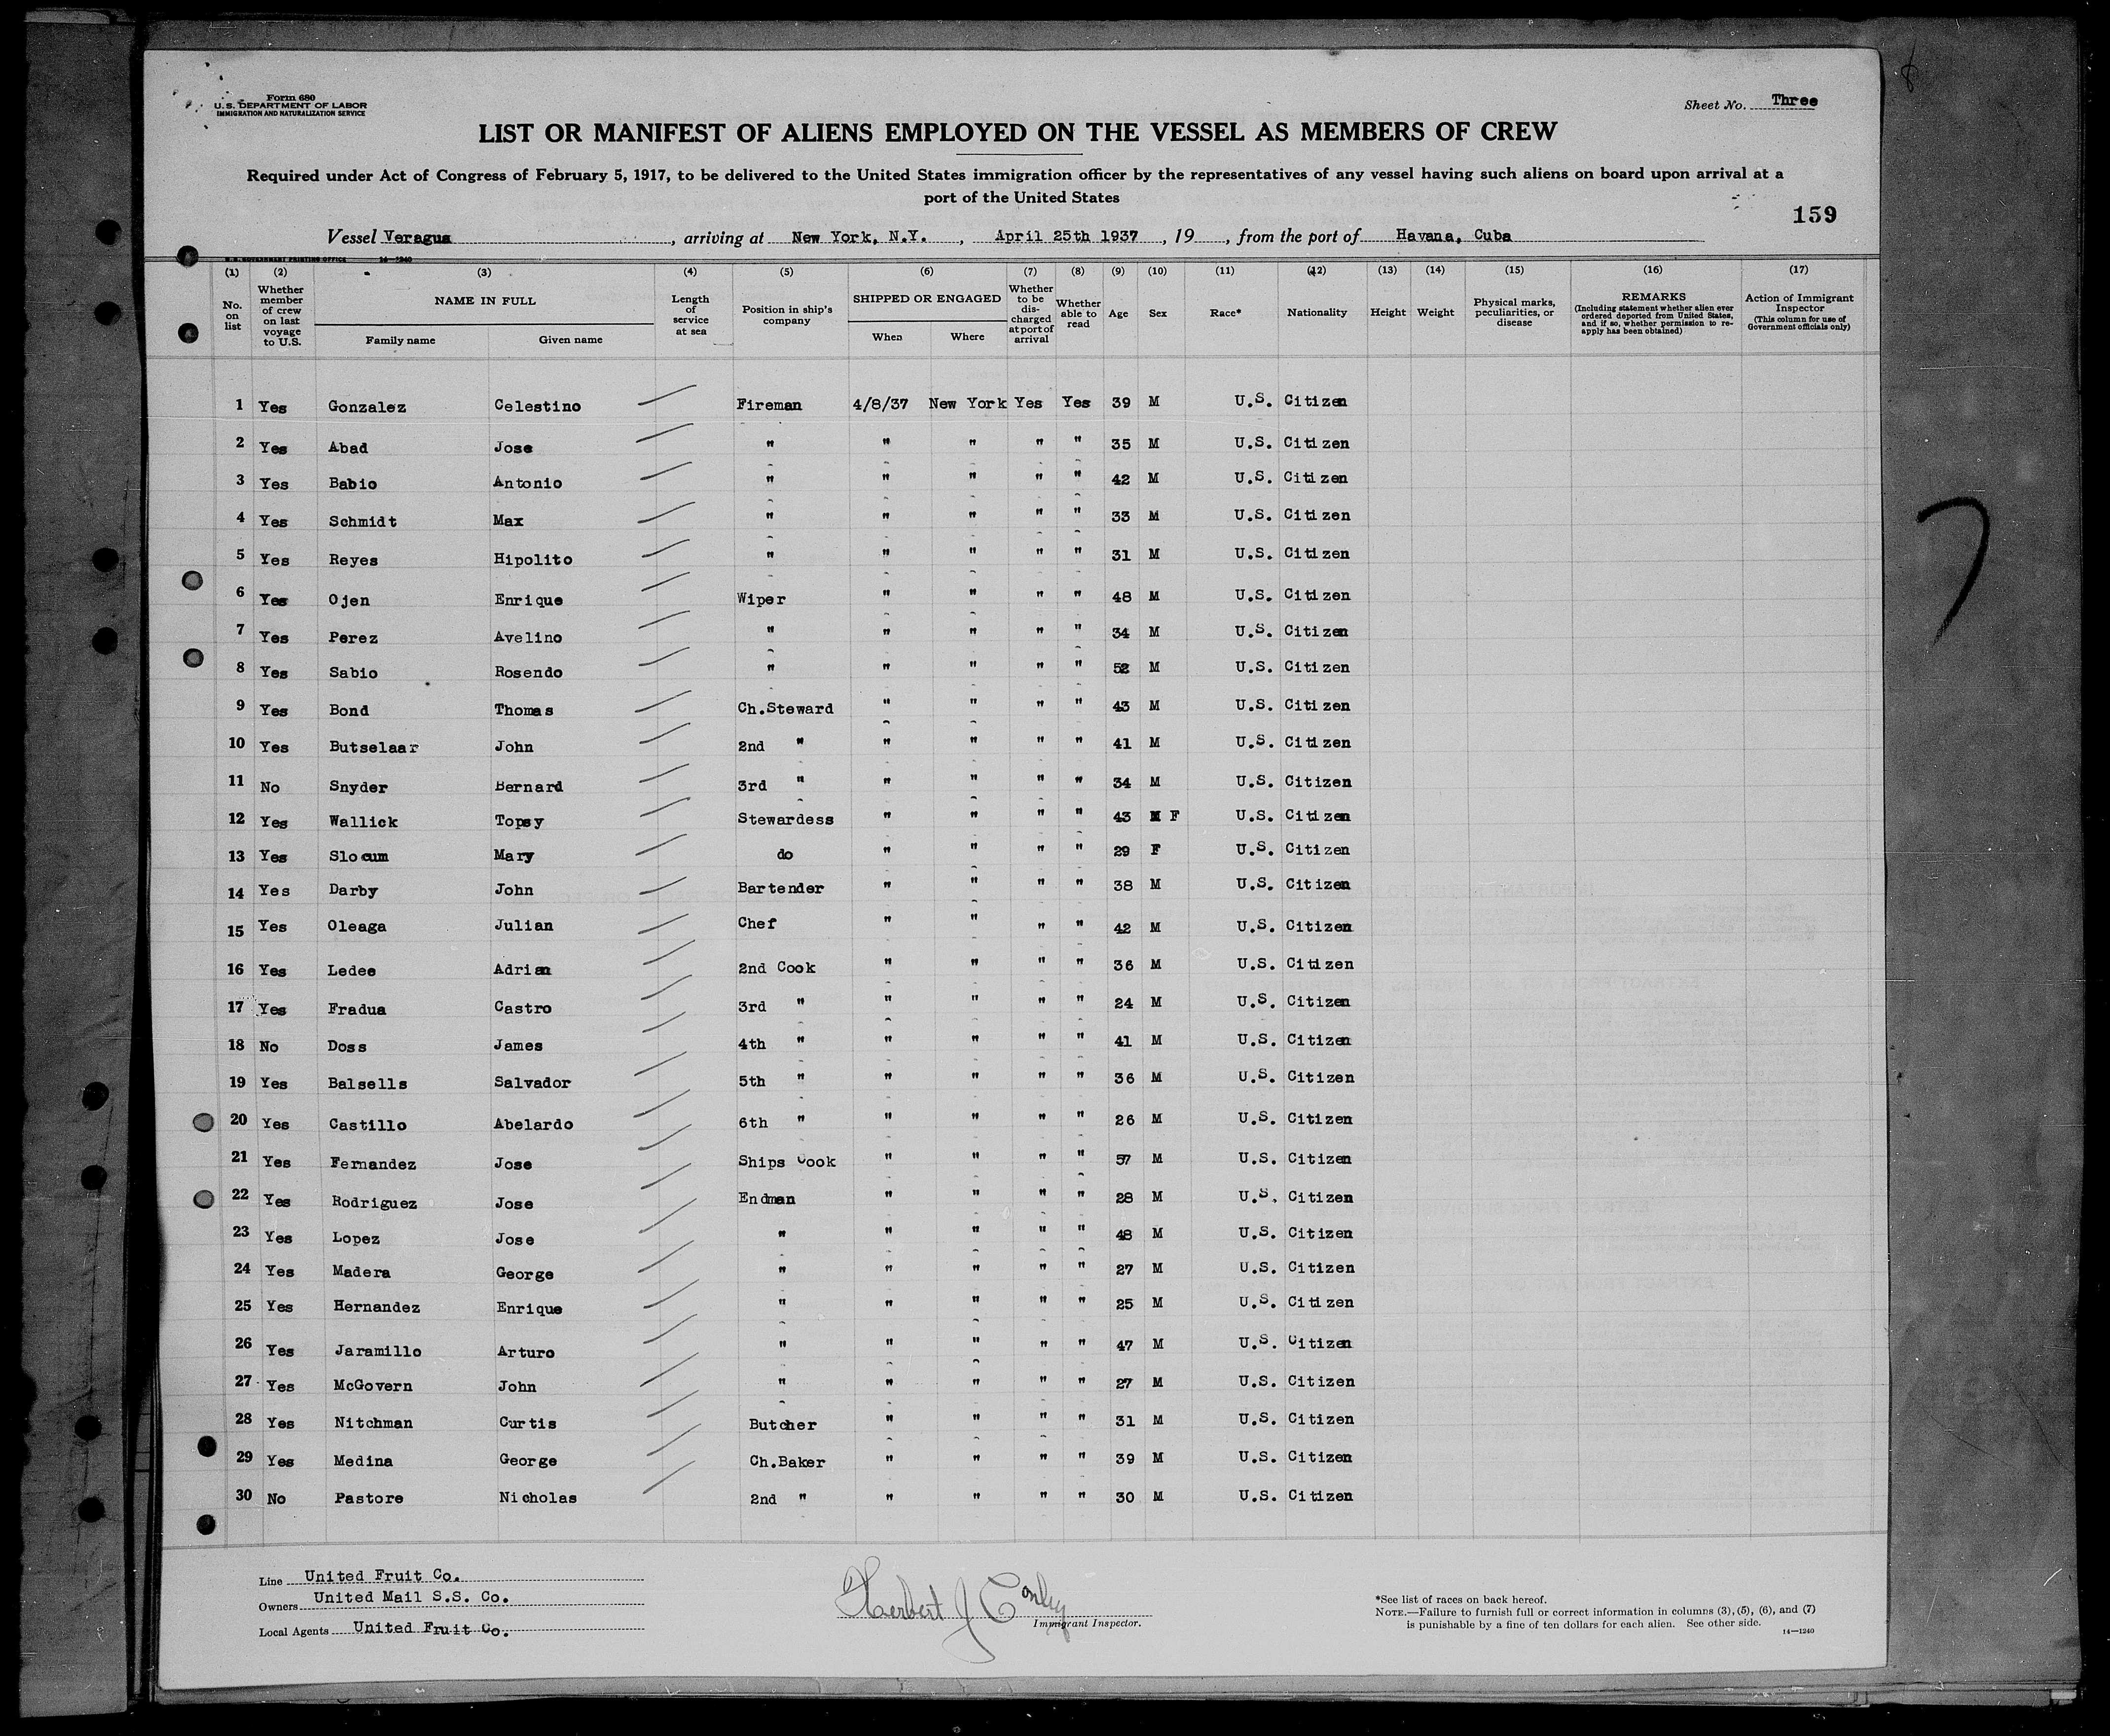 Form 680
U. S. DEPARTMENT OF LABOR
IMMIGRATION AND NATURALIZATION SERVICE
Sheet No. Three
LIST OR MANIFEST OF ALIENS EMPLOYED ON THE VESSEL AS MEMBERS OF CREW
Required under Act of Congress of February 5, 1917, to be delivered to the United States immigration officer by the representatives of any vessel having such aliens on board upon arrival at a
port of the United States
159
Vessel Veragua, arriving at New York, N.Y., April 25th 1937, 19, from the port of Havana, Cuba
U. S. GOVERNMENT PRINTING OFFICE 14—1240
(1) (2) (3) (4) (5) (6) (7) (8) (9) (10) (11) (12) (13) (14) (15) (16) (17)
No. on list
Whether member of crew on last voyage to U.S.
NAME IN FULL
Family name Given name
Length of service at sea
Position in ship's company
SHIPPED OR ENGAGED
When Where
Whether to be discharged at port of arrival
Whether able to read
Age
Sex
Race*
Nationality
Height
Weight
Physical marks, peculiarities, or disease
REMARKS
(Including statement whether alien ever ordered deported from United States, and if so, whether permission to reapply has been obtained)
Action of Immigrant Inspector
(This column for use of Government officials only)
1 Yes Gonzalez Celestino Fireman 4/8/37 New York Yes Yes 39 M U.S. Citizen
2 Yes Abad Jose " " " " " 35 M U.S. Citizen
3 Yes Babio Antonio " " " " " 42 M U.S. Citizen
4 Yes Schmidt Max " " " " " 33 M U.S. Citizen
5 Yes Reyes Hipolito " " " " " 31 M U.S. Citizen
6 Yes Ojen Enrique Wiper " " " " 48 M U.S. Citizen
7 Yes Perez Avelino " " " " " 34 M U.S. Citizen
8 Yes Sabio Rosendo " " " " " 52 M U.S. Citizen
9 Yes Bond Thomas Ch.Steward " " " " 43 M U.S. Citizen
10 Yes Butselaar John 2nd " " " " " 41 M U.S. Citizen
11 No Snyder Bernard 3rd " " " " " 34 M U.S. Citizen
12 Yes Wallick Topsy Stewardess " " " " 43 F U.S. Citizen
13 Yes Slocum Mary do " " " " 29 F U.S. Citizen
14 Yes Darby John Bartender " " " " 38 M U.S. Citizen
15 Yes Oleaga Julian Chef " " " " 42 M U.S. Citizen
16 Yes Ledee Adrian 2nd Cook " " " " 36 M U.S. Citizen
17 Yes Fradua Castro 3rd " " " " " 24 M U.S. Citizen
18 No Doss James 4th " " " " " 41 M U.S. Citizen
19 Yes Balsells Salvador 5th " " " " " 36 M U.S. Citizen
20 Yes Castillo Abelardo 6th " " " " " 26 M U.S. Citizen
21 Yes Fernandez Jose Ships Cook " " " " 57 M U.S. Citizen
22 Yes Rodriguez Jose Endman " " " " 28 M U.S. Citizen
23 Yes Lopez Jose " " " " " 48 M U.S. Citizen
24 Yes Madera George " " " " " 27 M U.S. Citizen
25 Yes Hernandez Enrique " " " " " 25 M U.S. Citizen
26 Yes Jaramillo Arturo " " " " " 47 M U.S. Citizen
27 Yes McGovern John " " " " " 27 M U.S. Citizen
28 Yes Nitchman Curtis Butcher " " " " 31 M U.S. Citizen
29 Yes Medina George Ch.Baker " " " " 39 M U.S. Citizen
30 No Pastore Nicholas 2nd " " " " " 30 M U.S. Citizen
Line United Fruit Co.
Owners United Mail S.S. Co.
Local Agents United Fruit Co.
Herbert J Conley
Immigrant Inspector.
*See list of races on back hereof.
NOTE.—Failure to furnish full or correct information in columns (3), (5), (6), and (7)
is punishable by a fine of ten dollars for each alien. See other side.
14—1240